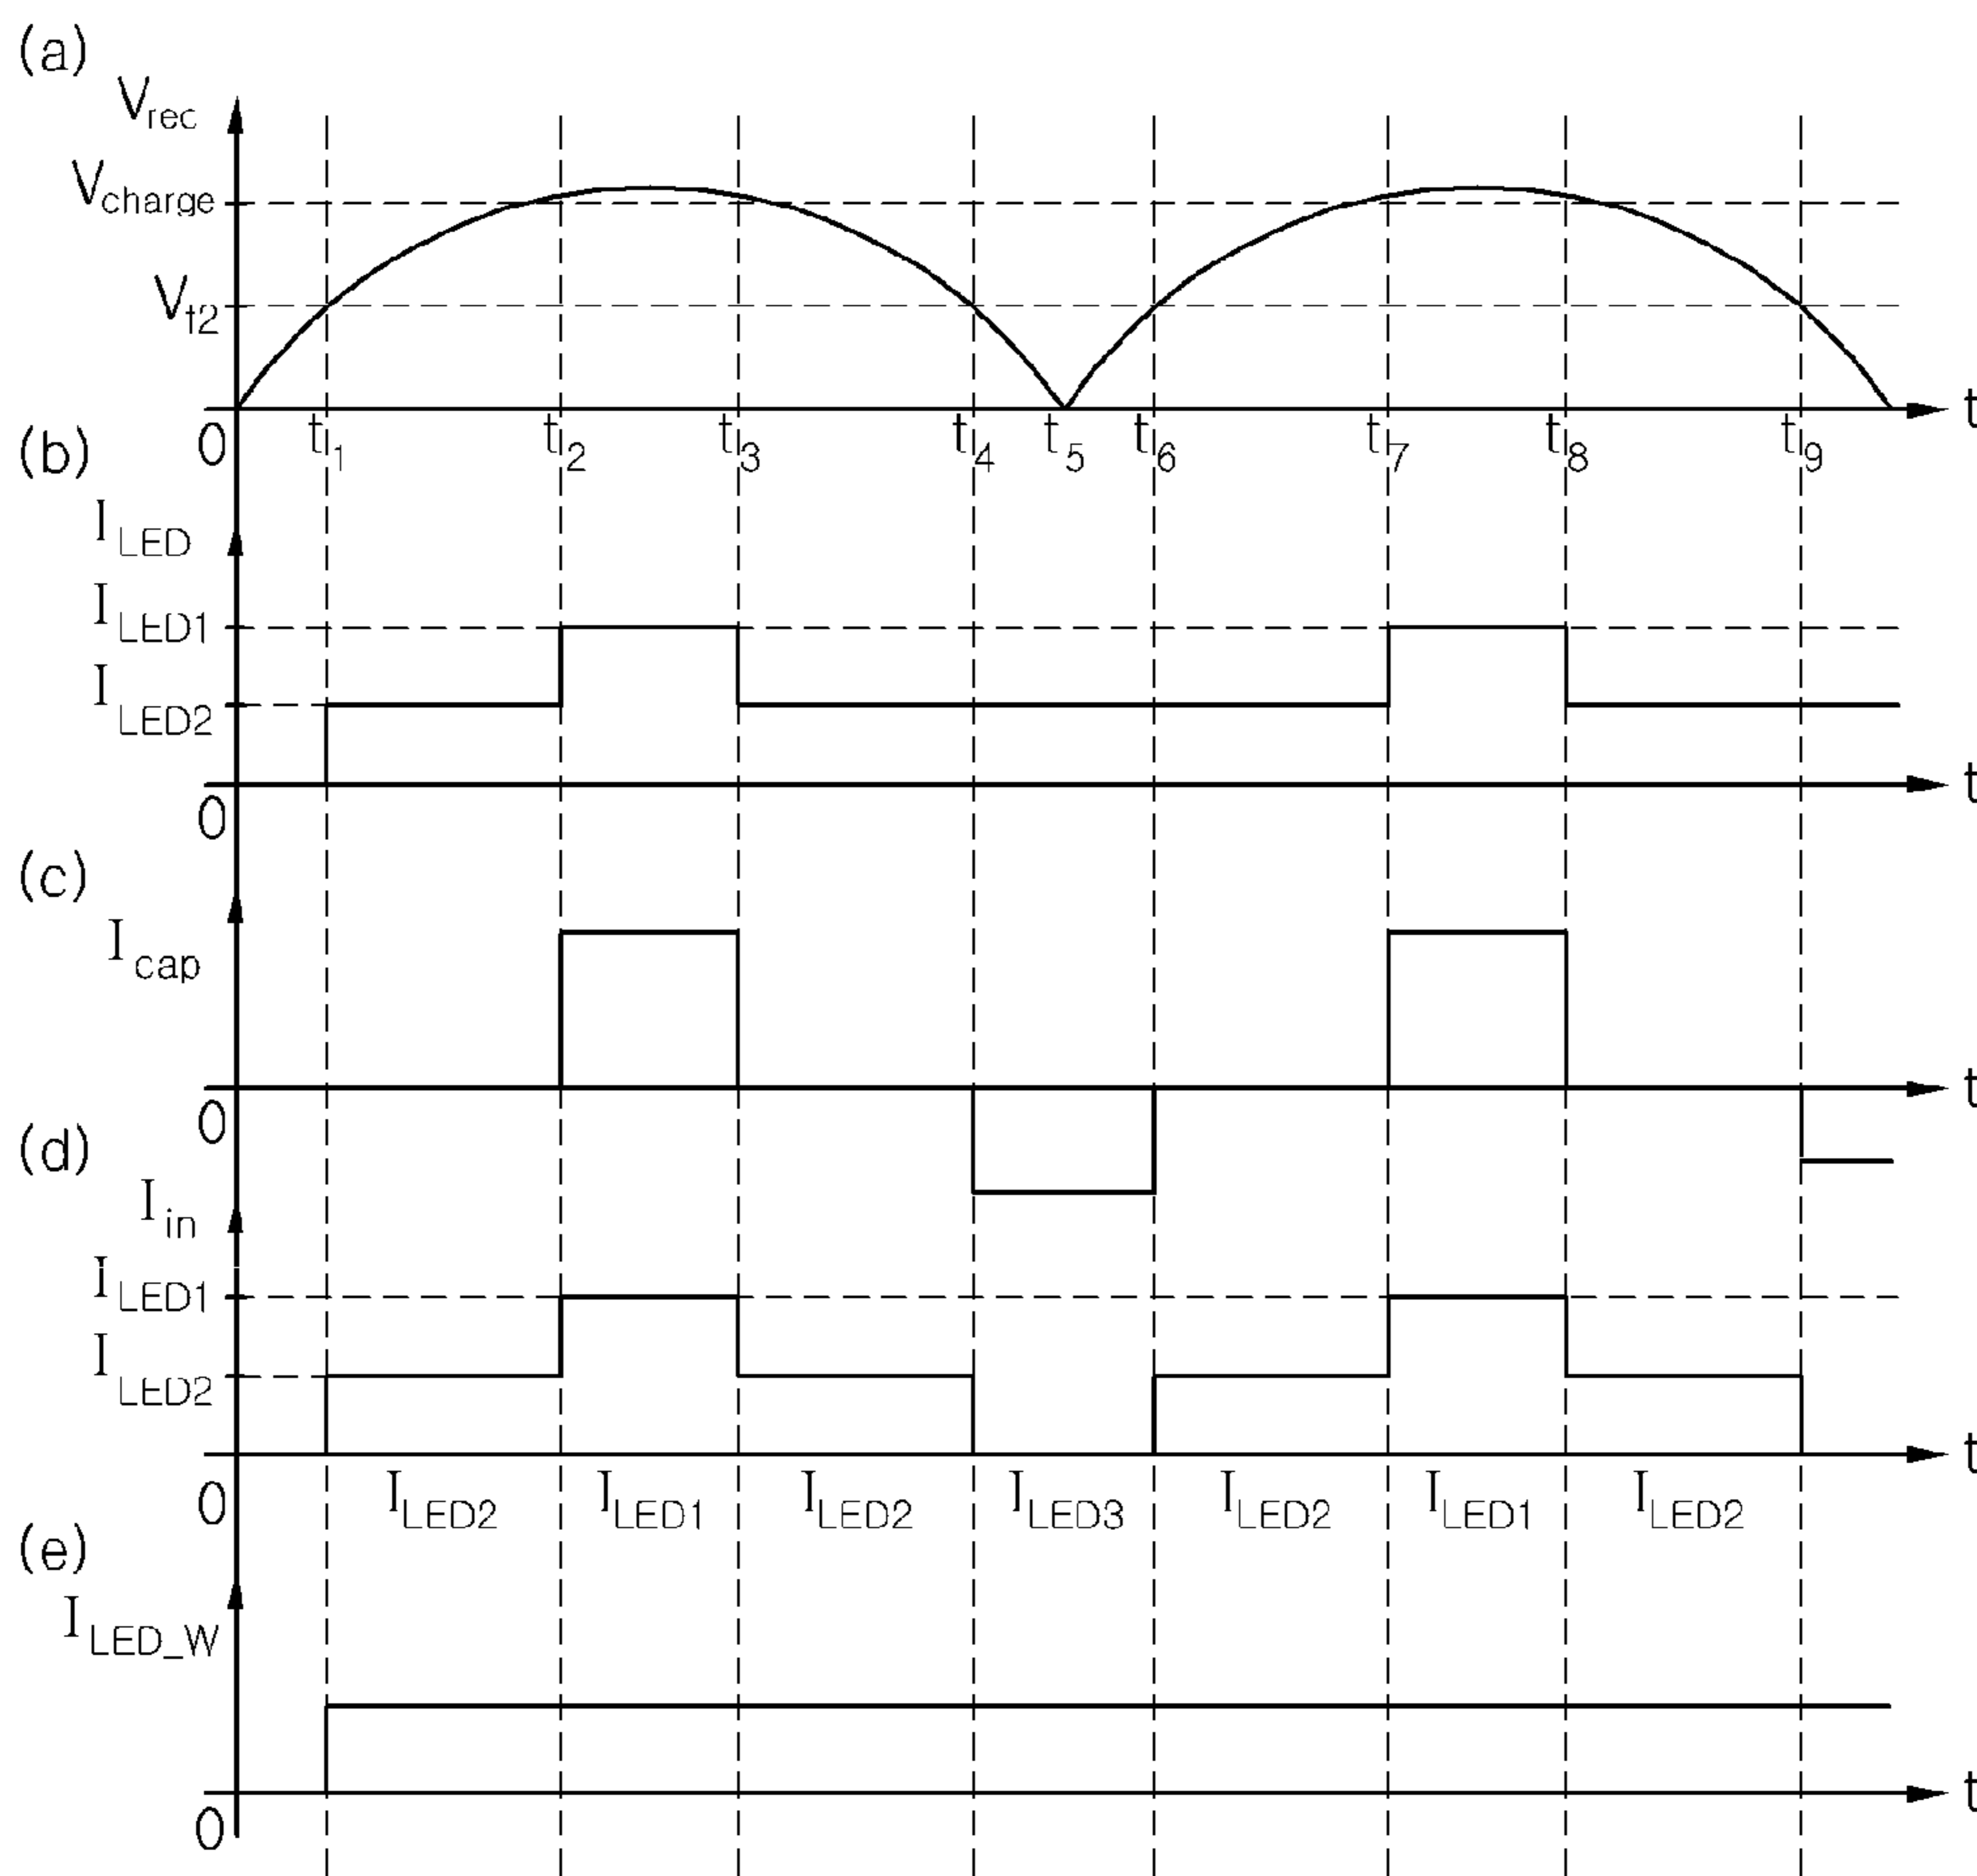 (a)
Vrec
Vcharge
Vf2
t
0 t1 t2 t3 t4 t5 t6 t7 t8 t9
(b)
ILED
ILED1
ILED2
t
0
(c)
Icap
t
0
(d)
Iin
ILED1
ILED2
t
0 ILED2 ILED1 ILED2 ILED3 ILED2 ILED1 ILED2
(e)
ILED_W
t
0